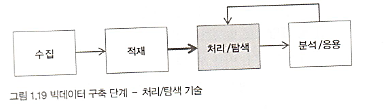 수집
적재
처리/탐색
분석/응용
그림 1.19 빅데이터 구축 단계 – 처리/탐색 기술